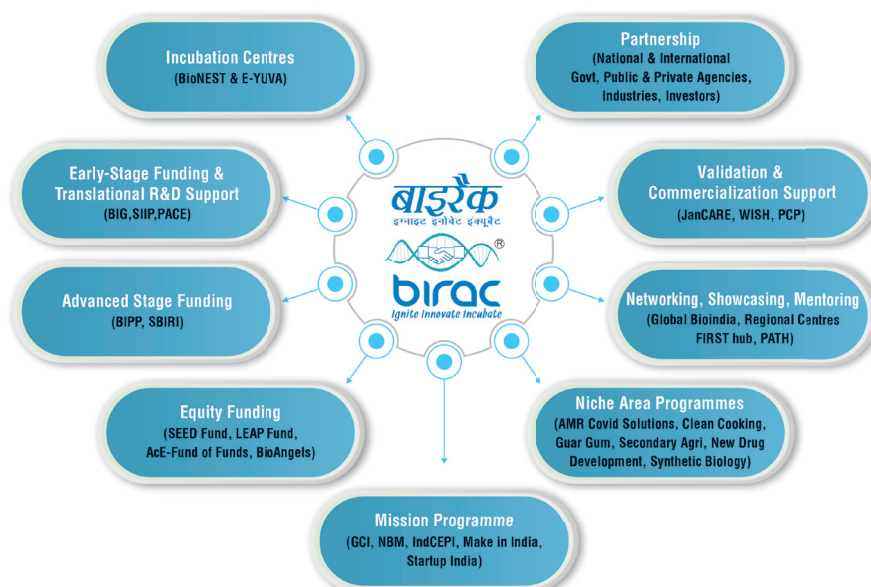 Incubation Centres
(BioNEST & E-YUVA)
Partnership
(National & International
Govt, Public & Private Agencies,
Industries, Investors)
Early-Stage Funding &
Translational R&D Support
(BIG,SIIP,PACE)
बाइरैक
इग्नाइट इनोवेट इंक्यूबेट
®
birac
Ignite Innovate Incubate
Validation &
Commercialization Support
(JanCARE, WISH, PCP)
Advanced Stage Funding
(BIPP, SBIRI)
Networking, Showcasing, Mentoring
(Global Bioindia, Regional Centres
FIRST hub, PATH)
Equity Funding
(SEED Fund, LEAP Fund,
AcE-Fund of Funds, BioAngels)
Niche Area Programmes
(AMR Covid Solutions, Clean Cooking,
Guar Gum, Secondary Agri, New Drug
Development, Synthetic Biology)
Mission Programme
(GCI, NBM, IndCEPI, Make in India,
Startup India)